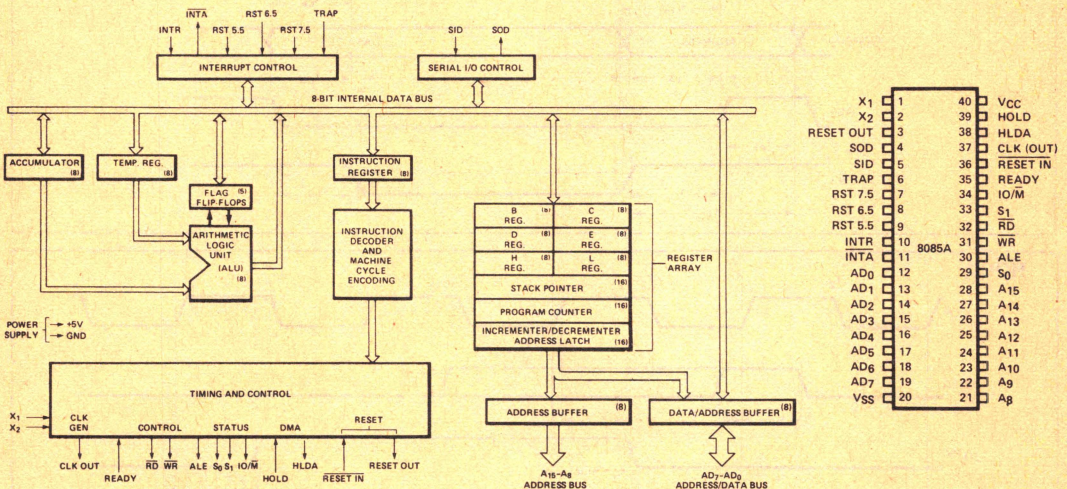 INTR
INTA
RST 5.5
RST 6.5
RST 7.5
TRAP
INTERRUPT CONTROL
SID
SOD
SERIAL I/O CONTROL
8-BIT INTERNAL DATA BUS
ACCUMULATOR
(8)
TEMP. REG.
(8)
FLAG (5)
FLIP-FLOPS
ARITHMETIC
LOGIC
UNIT
(ALU)
(8)
INSTRUCTION
REGISTER
(8)
INSTRUCTION
DECODER
AND
MACHINE
CYCLE
ENCODING
B (8)
REG.
C (8)
REG.
D (8)
REG.
E (8)
REG.
H (8)
REG.
L (8)
REG.
STACK POINTER (16)
PROGRAM COUNTER (16)
INCREMENTER/DECREMENTER
ADDRESS LATCH (16)
REGISTER
ARRAY
POWER
SUPPLY
+5V
GND
TIMING AND CONTROL
X1
X2
CLK
GEN
CONTROL
STATUS
DMA
RESET
CLK OUT
READY
RD
WR
ALE
S0
S1
IO/M
HOLD
HLDA
RESET IN
RESET OUT
ADDRESS BUFFER (8)
DATA/ADDRESS BUFFER (8)
A15-A8
ADDRESS BUS
AD7-AD0
ADDRESS/DATA BUS
X1 1 40 VCC
X2 2 39 HOLD
RESET OUT 3 38 HLDA
SOD 4 37 CLK (OUT)
SID 5 36 RESET IN
TRAP 6 35 READY
RST 7.5 7 34 IO/M
RST 6.5 8 33 S1
RST 5.5 9 32 RD
INTR 10 31 WR
8085A
INTA 11 30 ALE
AD0 12 29 S0
AD1 13 28 A15
AD2 14 27 A14
AD3 15 26 A13
AD4 16 25 A12
AD5 17 24 A11
AD6 18 23 A10
AD7 19 22 A9
VSS 20 21 A8